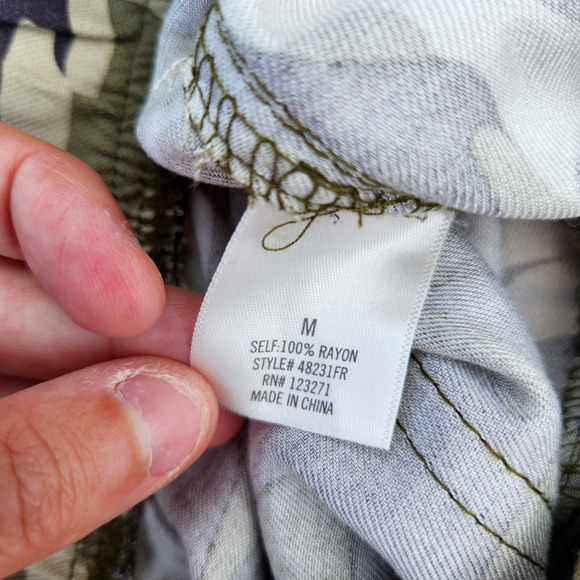 M
SELF:100% RAYON
STYLE# 48231FR
RN# 123271
MADE IN CHINA